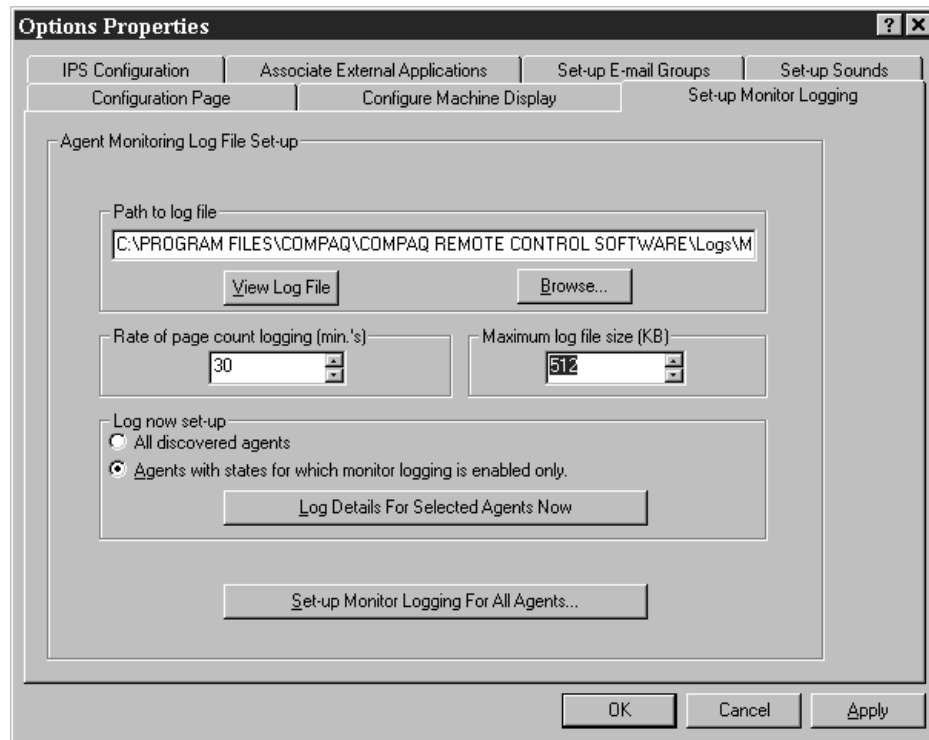 Options Properties
IPS Configuration
Associate External Applications
Set-up E-mail Groups
Set-up Sounds
Configuration Page
Configure Machine Display
Set-up Monitor Logging
Agent Monitoring Log File Set-up
Path to log file
C:\PROGRAM FILES\COMPAQ\COMPAQ REMOTE CONTROL SOFTWARE\Logs\M
View Log File
Browse...
Rate of page count logging (min.'s)
Maximum log file size (KB)
30
512
Log now set-up
All discovered agents
Agents with states for which monitor logging is enabled only.
Log Details For Selected Agents Now
Set-up Monitor Logging For All Agents...
OK
Cancel
Apply